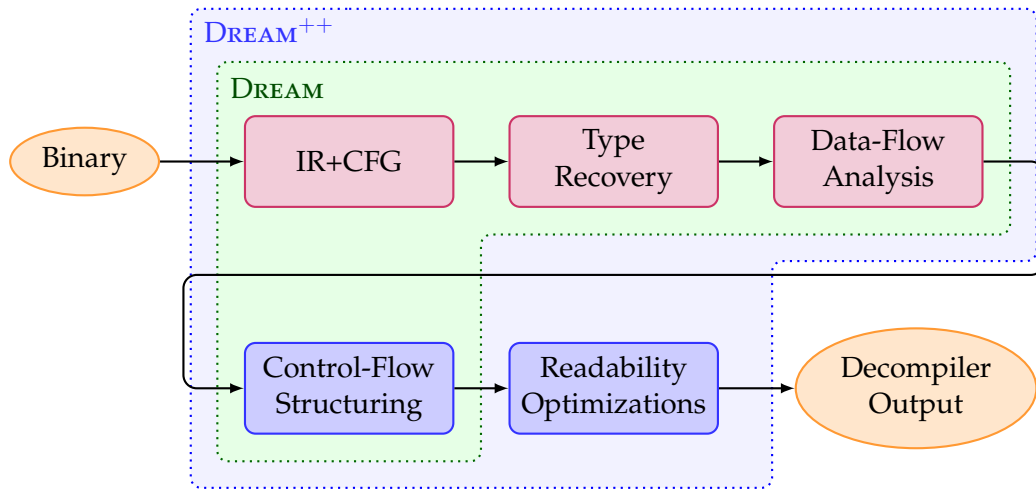 DREAM++
DREAM
Binary
IR+CFG
Type
Recovery
Data-Flow
Analysis
Control-Flow
Structuring
Readability
Optimizations
Decompiler
Output